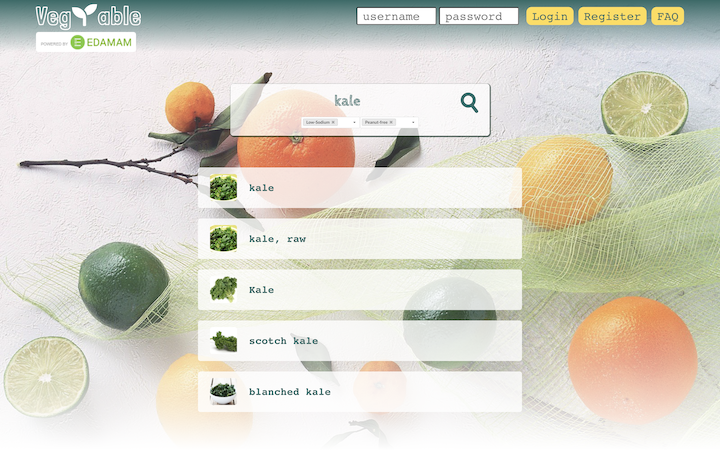 Veg able
POWERED BY EDAMAM
username password Login Register FAQ
kale
Low-Sodium × Peanut-free ×
kale
kale, raw
Kale
scotch kale
blanched kale